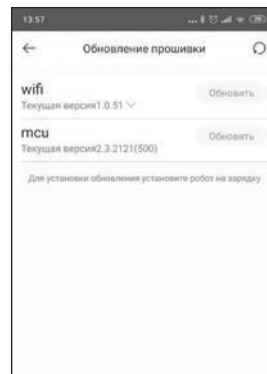 13:57
Обновление прошивки
wifi
Обновить
Текущая версия1.0.51
mcu
Обновить
Текущая версия2.3.2121(500)
Для установки обновления установите робот на зарядку